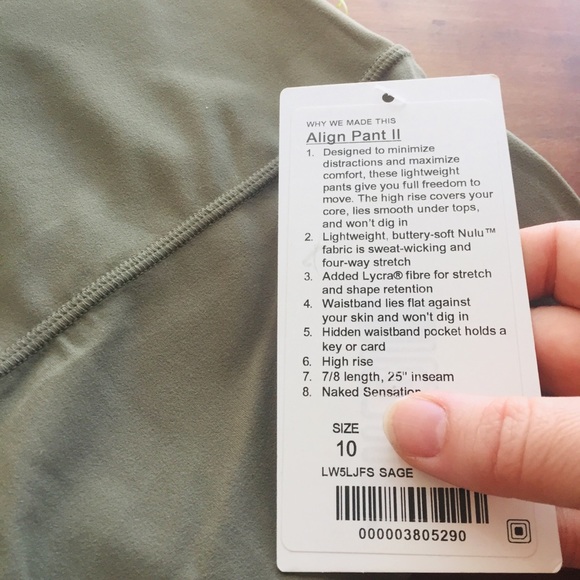 WHY WE MADE THIS
Align Pant II
1. Designed to minimize
distractions and maximize
comfort, these lightweight
pants give you full freedom to
move. The high rise covers your
core, lies smooth under tops,
and won't dig in
2. Lightweight, buttery-soft Nulu™
fabric is sweat-wicking and
four-way stretch
3. Added Lycra® fibre for stretch
and shape retention
4. Waistband lies flat against
your skin and won't dig in
5. Hidden waistband pocket holds a
key or card
6. High rise
7. 7/8 length, 25" inseam
8. Naked Sensation
SIZE
10
LW5LJFS SAGE
000003805290